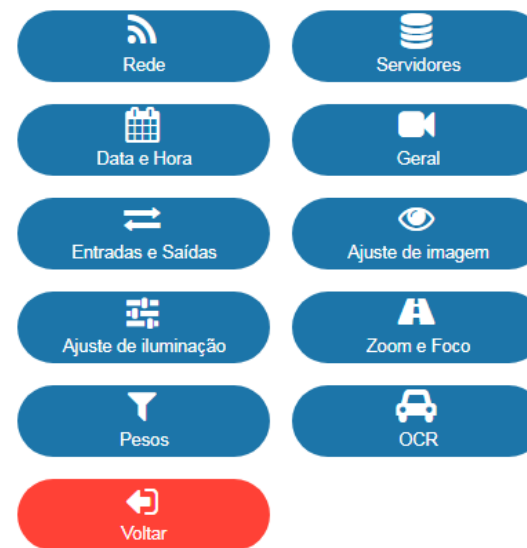 Rede
Servidores
Data e Hora
Geral
Entradas e Saídas
Ajuste de imagem
Ajuste de iluminação
Zoom e Foco
Pesos
OCR
Voltar